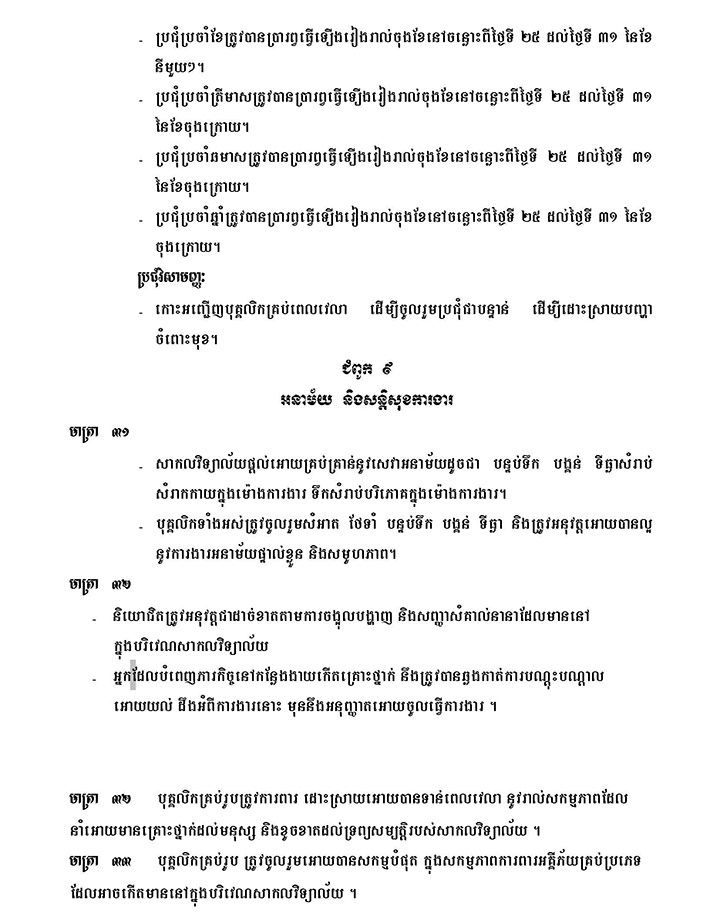 - ប្រជុំប្រចាំខែត្រូវបានប្រារព្ធធ្វើឡើងរៀងរាល់ចុងខែនៅចន្លោះពីថ្ងៃទី ២៥ ដល់ថ្ងៃទី ៣១ នៃខែ
នីមួយៗ។
- ប្រជុំប្រចាំត្រីមាសត្រូវបានប្រារព្ធធ្វើឡើងរៀងរាល់ចុងខែនៅចន្លោះពីថ្ងៃទី ២៥ ដល់ថ្ងៃទី ៣១
នៃខែចុងក្រោយ។
- ប្រជុំប្រចាំឆមាសត្រូវបានប្រារព្ធធ្វើឡើងរៀងរាល់ចុងខែនៅចន្លោះពីថ្ងៃទី ២៥ ដល់ថ្ងៃទី ៣១
នៃខែចុងក្រោយ។
- ប្រជុំប្រចាំឆ្នាំត្រូវបានប្រារព្ធធ្វើឡើងរៀងរាល់ចុងខែនៅចន្លោះពីថ្ងៃទី ២៥ ដល់ថ្ងៃទី ៣១ នៃខែ
ចុងក្រោយ។
ប្រជុំវិសាមញ្ញៈ
- កោះអញ្ជើញបុគ្គលិកគ្រប់ពេលវេលា ដើម្បីចូលរួមប្រជុំជាបន្ទាន់ ដើម្បីដោះស្រាយបញ្ហា
ចំពោះមុខ។
ជំពូក ៩
អនាម័យ និងសន្តិសុខការងារ
មាត្រា ៣១
- សាកលវិទ្យាល័យផ្តល់អោយគ្រប់គ្រាន់នូវសេវាអនាម័យដូចជា បន្ទប់ទឹក បង្គន់ ទីធ្លាសំរាប់
សំរាកកាយក្នុងម៉ោងការងារ ទឹកសំរាប់បរិភោគក្នុងម៉ោងការងារ។
- បុគ្គលិកទាំងអស់ត្រូវចូលរួមសំអាត ថែទាំ បន្ទប់ទឹក បង្គន់ ទីធ្លា និងត្រូវអនុវត្តអោយបានល្អ
នូវការងារអនាម័យផ្ទាល់ខ្លួន និងសមូហភាព។
មាត្រា ៣២
- និយោជិតត្រូវអនុវត្តជាដាច់ខាតតាមការចង្អុលបង្ហាញ និងសញ្ញាសំគាល់នានាដែលមាននៅ
ក្នុងបរិវេណសាកលវិទ្យាល័យ
- អ្នកដែលបំពេញភារកិច្ចនៅកន្លែងងាយកើតគ្រោះថ្នាក់ នឹងត្រូវបានឆ្លងកាត់ការបណ្តុះបណ្តាល
អោយយល់ ដឹងអំពីការងារនោះ មុននឹងអនុញ្ញាតអោយចូលធ្វើការងារ ។
មាត្រា ៣២ បុគ្គលិកគ្រប់រូបត្រូវការពារ ដោះស្រាយអោយបានទាន់ពេលវេលា នូវរាល់សកម្មភាពដែល
នាំអោយមានគ្រោះថ្នាក់ដល់មនុស្ស និងខូចខាតដល់ទ្រព្យសម្បត្តិរបស់សាកលវិទ្យាល័យ ។
មាត្រា ៣៣ បុគ្គលិកគ្រប់រូប ត្រូវចូលរួមអោយបានសកម្មបំផុត ក្នុងសកម្មភាពការពារអគ្គីភ័យគ្រប់ប្រភេទ
ដែលអាចកើតមាននៅក្នុងបរិវេណសាកលវិទ្យាល័យ ។